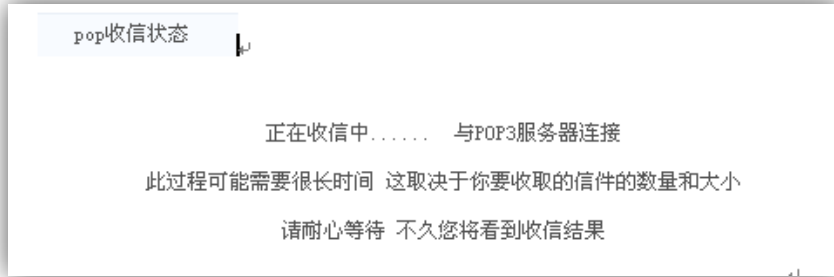 pop收信状态
正在收信中...... 与POP3服务器连接
此过程可能需要很长时间 这取决于你要收取的信件的数量和大小
请耐心等待 不久您将看到收信结果